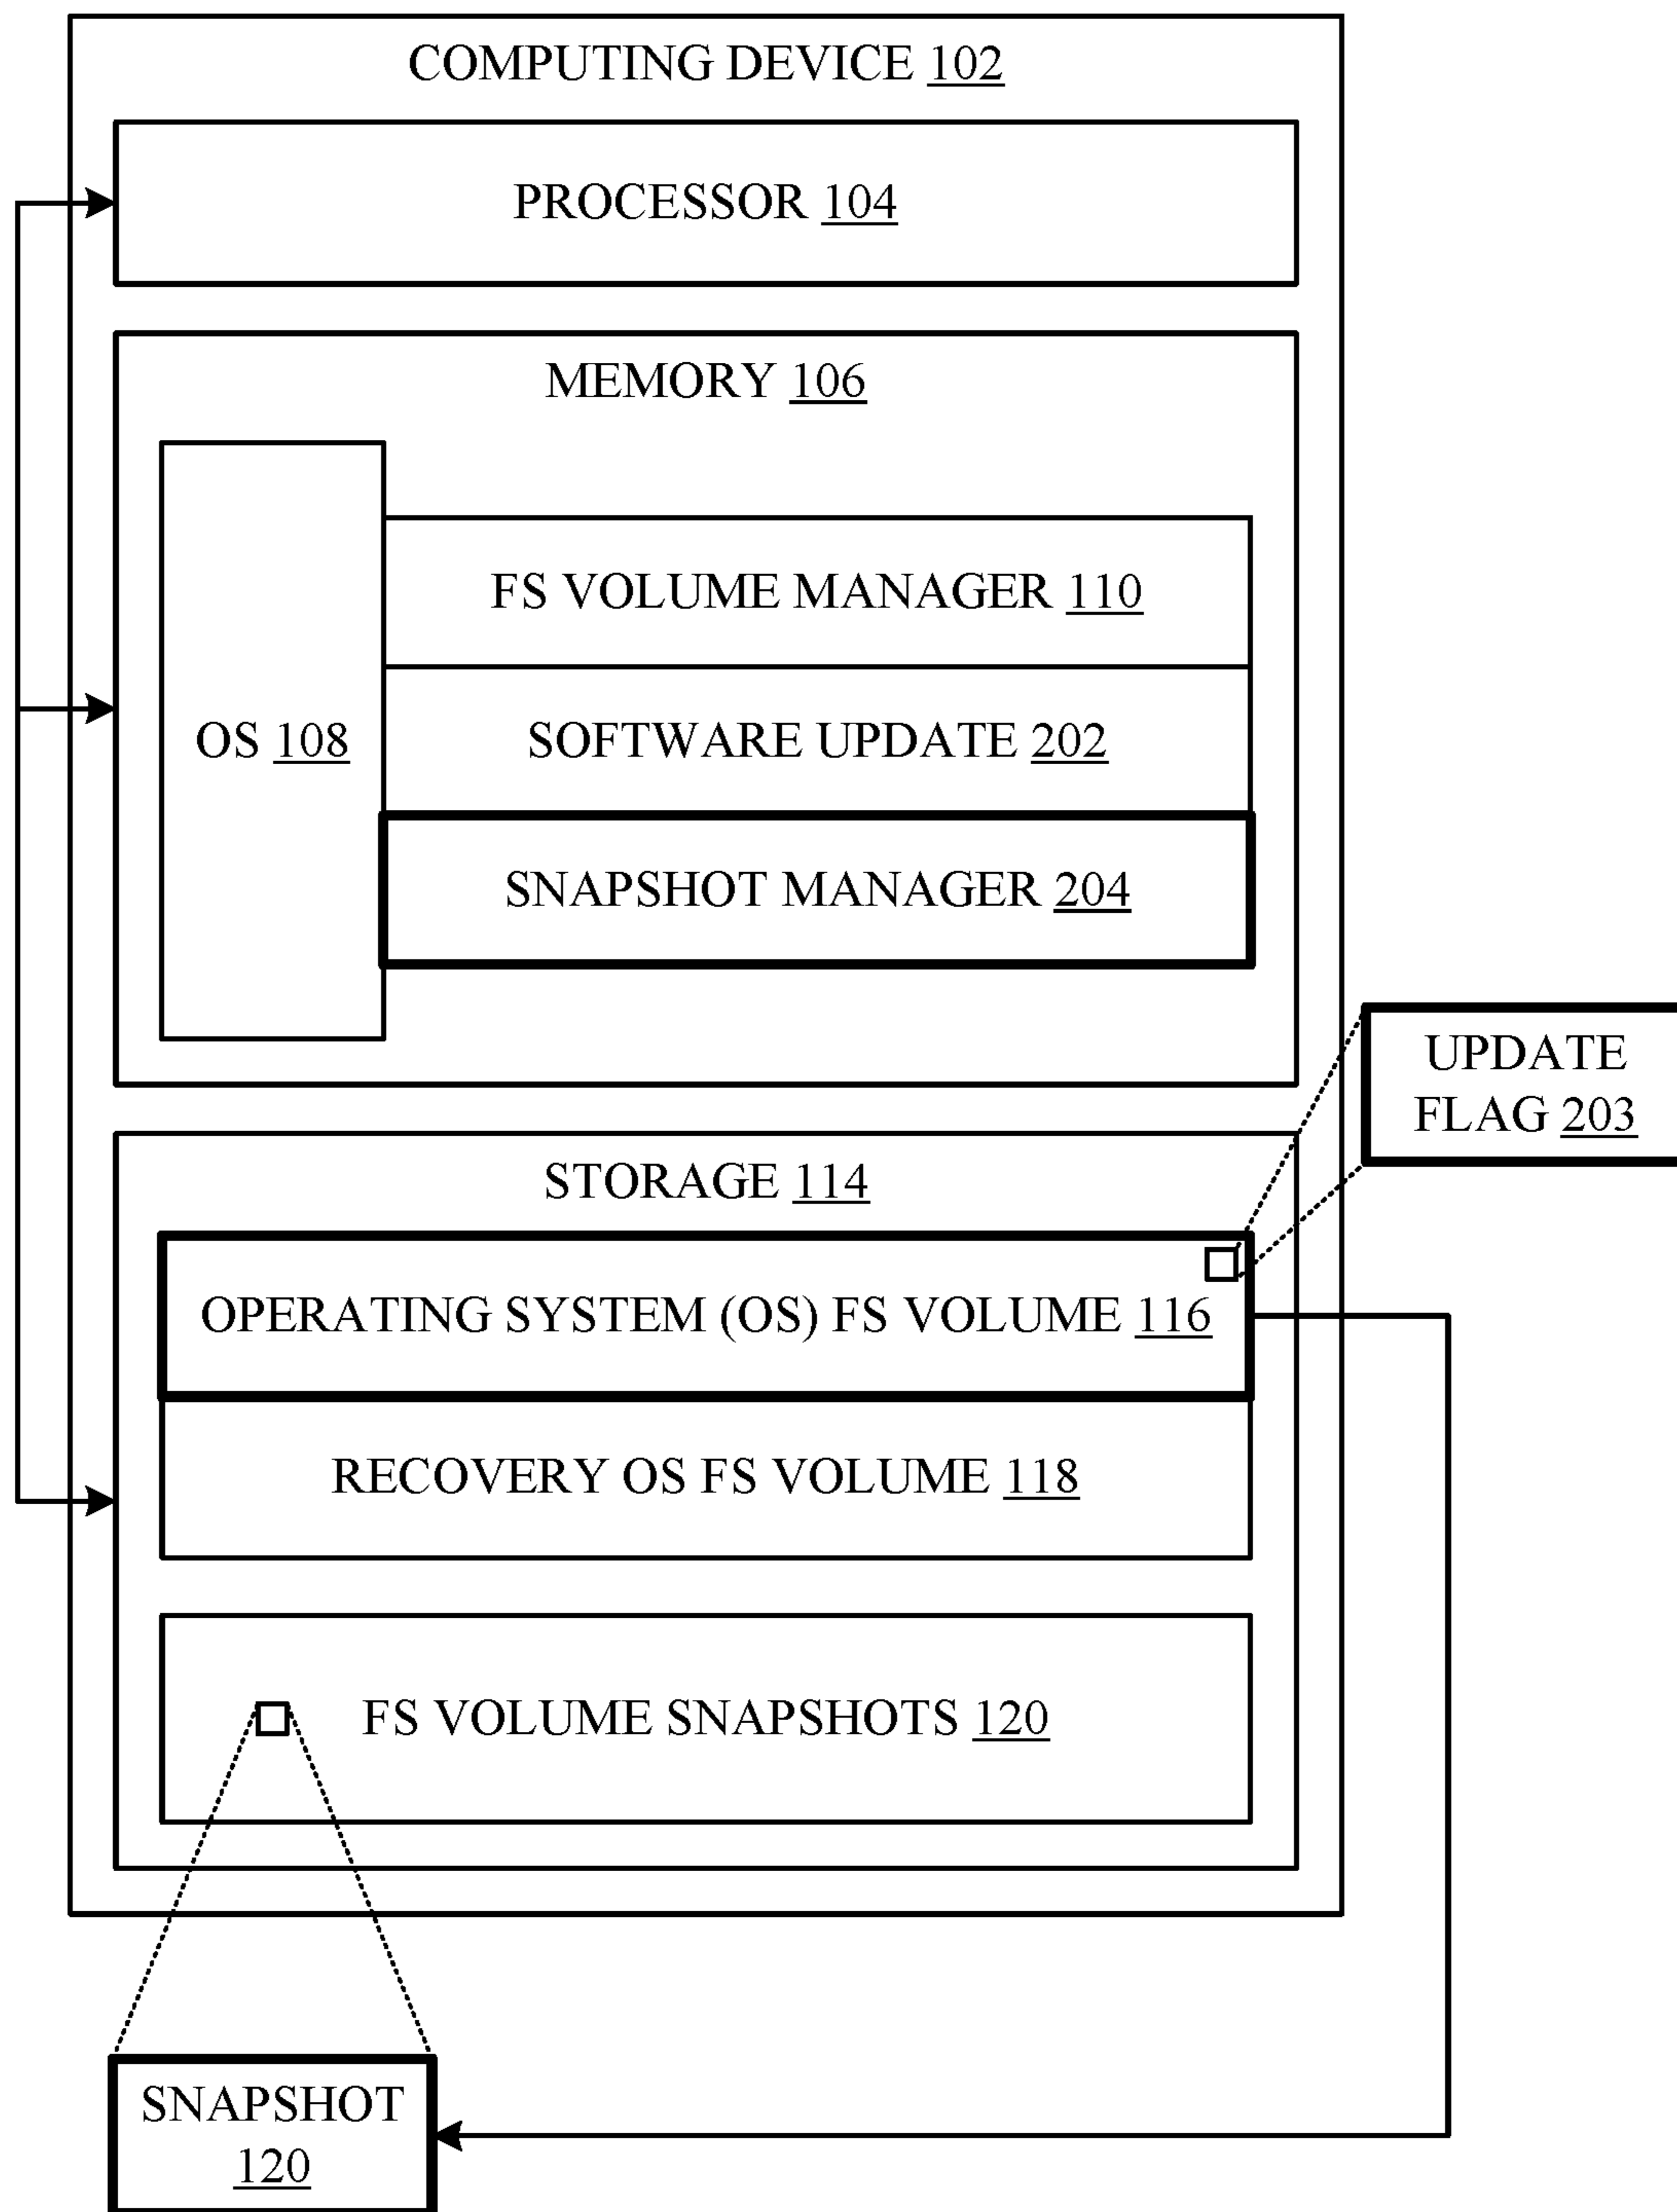 COMPUTING DEVICE 102
PROCESSOR 104
MEMORY 106
OS 108
FS VOLUME MANAGER 110
SOFTWARE UPDATE 202
SNAPSHOT MANAGER 204
UPDATE
FLAG 203
STORAGE 114
OPERATING SYSTEM (OS) FS VOLUME 116
RECOVERY OS FS VOLUME 118
FS VOLUME SNAPSHOTS 120
SNAPSHOT
120